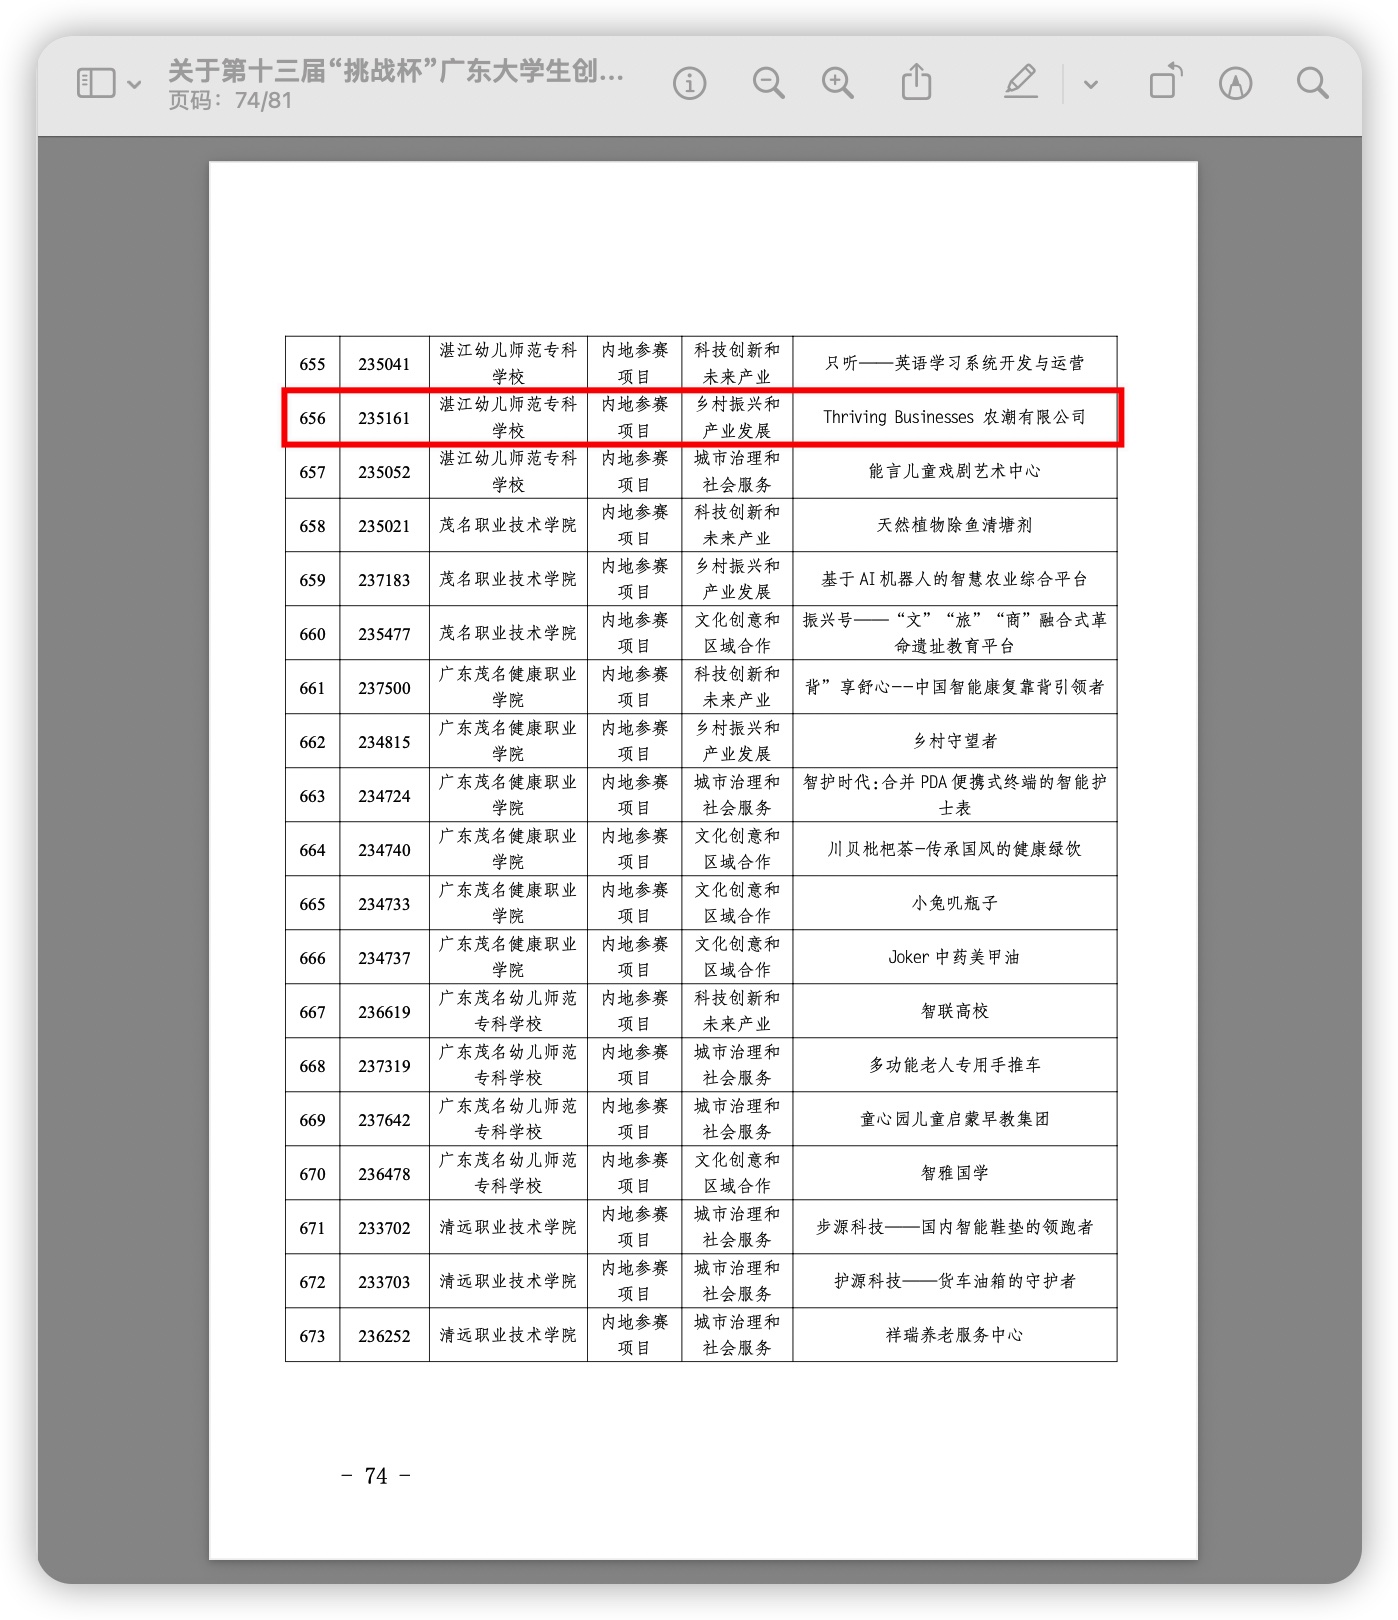 关于第十三届“挑战杯”广东大学生创...
页码：74/81
655 235041 湛江幼儿师范专科学校 内地参赛项目 科技创新和未来产业 只听——英语学习系统开发与运营
656 235161 湛江幼儿师范专科学校 内地参赛项目 乡村振兴和产业发展 Thriving Businesses 农潮有限公司
657 235052 湛江幼儿师范专科学校 内地参赛项目 城市治理和社会服务 能言儿童戏剧艺术中心
658 235021 茂名职业技术学院 内地参赛项目 科技创新和未来产业 天然植物除鱼清塘剂
659 237183 茂名职业技术学院 内地参赛项目 乡村振兴和产业发展 基于AI机器人的智慧农业综合平台
660 235477 茂名职业技术学院 内地参赛项目 文化创意和区域合作 振兴号——“文”“旅”“商”融合式革命遗址教育平台
661 237500 广东茂名健康职业学院 内地参赛项目 科技创新和未来产业 背”享舒心--中国智能康复靠背引领者
662 234815 广东茂名健康职业学院 内地参赛项目 乡村振兴和产业发展 乡村守望者
663 234724 广东茂名健康职业学院 内地参赛项目 城市治理和社会服务 智护时代:合并PDA便携式终端的智能护士表
664 234740 广东茂名健康职业学院 内地参赛项目 文化创意和区域合作 川贝枇杷茶-传承国风的健康绿饮
665 234733 广东茂名健康职业学院 内地参赛项目 文化创意和区域合作 小兔叽瓶子
666 234737 广东茂名健康职业学院 内地参赛项目 文化创意和区域合作 Joker中药美甲油
667 236619 广东茂名幼儿师范专科学校 内地参赛项目 科技创新和未来产业 智联高校
668 237319 广东茂名幼儿师范专科学校 内地参赛项目 城市治理和社会服务 多功能老人专用手推车
669 237642 广东茂名幼儿师范专科学校 内地参赛项目 城市治理和社会服务 童心园儿童启蒙早教集团
670 236478 广东茂名幼儿师范专科学校 内地参赛项目 文化创意和区域合作 智雅国学
671 233702 清远职业技术学院 内地参赛项目 城市治理和社会服务 步源科技——国内智能鞋垫的领跑者
672 233703 清远职业技术学院 内地参赛项目 城市治理和社会服务 护源科技——货车油箱的守护者
673 236252 清远职业技术学院 内地参赛项目 城市治理和社会服务 祥瑞养老服务中心
- 74 -